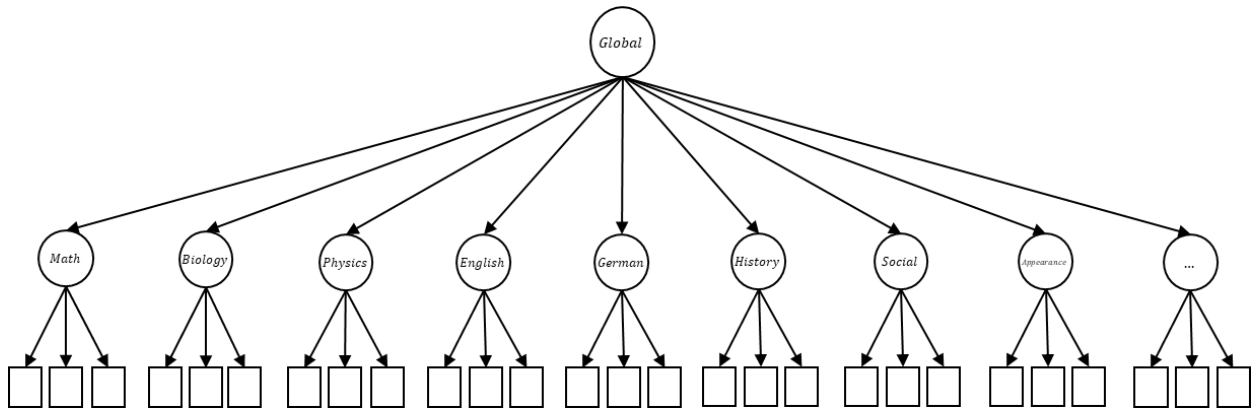 Global
Math
Biology
Physics
English
German
History
Social
Appearance
...